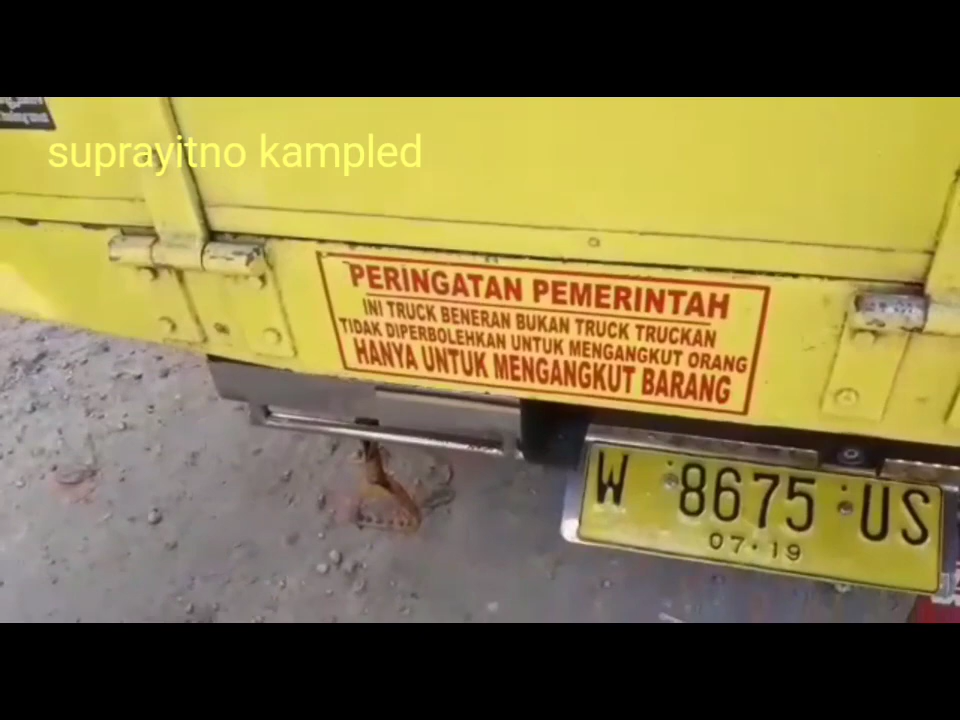 suprayitno kampled
PERINGATAN PEMERINTAH
INI TRUCK BENERAN BUKAN TRUCK TRUCKAN
TIDAK DIPERBOLEHKAN UNTUK MENGANGKUT ORANG
HANYA UNTUK MENGANGKUT BARANG
W 8675 US
07·19